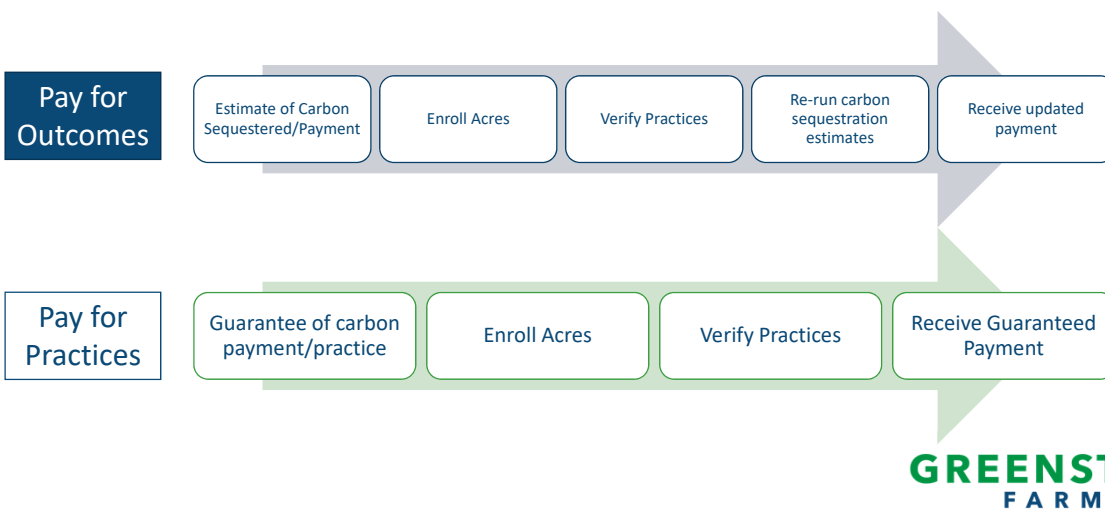 Pay for
Outcomes
Estimate of Carbon
Sequestered/Payment
Enroll Acres
Verify Practices
Re-run carbon
sequestration
estimates
Receive updated
payment
Pay for
Practices
Guarantee of carbon
payment/practice
Enroll Acres
Verify Practices
Receive Guaranteed
Payment
GREENST
FARM